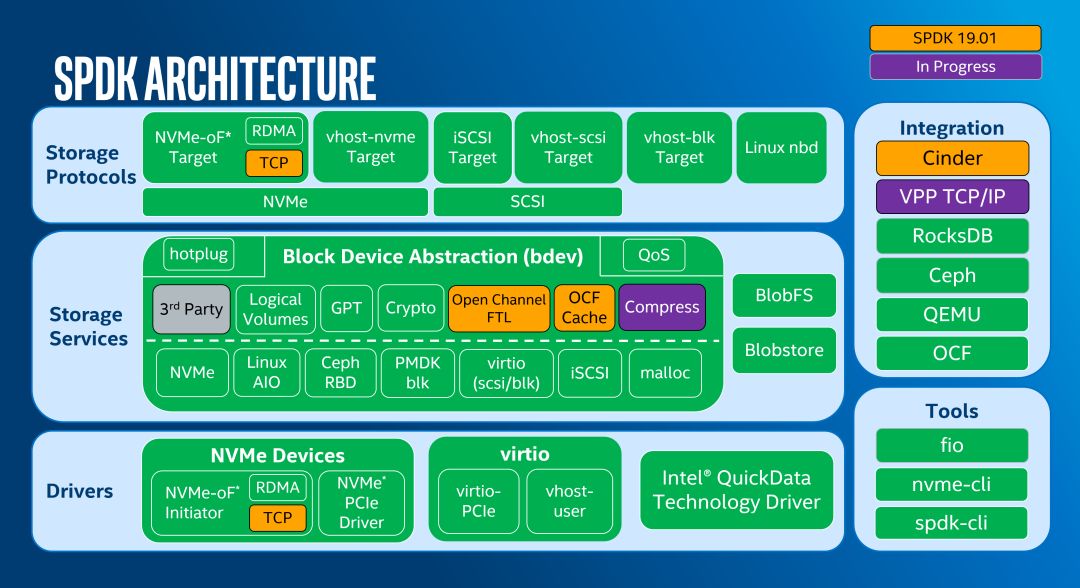 SPDK 19.01
In Progress
SPDK ARCHITECTURE
Storage
Protocols
NVMe-oF*
Target
RDMA
TCP
vhost-nvme
Target
iSCSI
Target
vhost-scsi
Target
vhost-blk
Target
Linux nbd
NVMe
SCSI
Storage
Services
hotplug
Block Device Abstraction (bdev)
QoS
3rd Party
Logical
Volumes
GPT
Crypto
Open Channel
FTL
OCF
Cache
Compress
NVMe
Linux
AIO
Ceph
RBD
PMDK
blk
virtio
(scsi/blk)
iSCSI
malloc
BlobFS
Blobstore
Drivers
NVMe Devices
NVMe-oF*
Initiator
RDMA
TCP
NVMe*
PCIe
Driver
virtio
virtio-
PCIe
vhost-
user
Intel® QuickData
Technology Driver
Integration
Cinder
VPP TCP/IP
RocksDB
Ceph
QEMU
OCF
Tools
fio
nvme-cli
spdk-cli